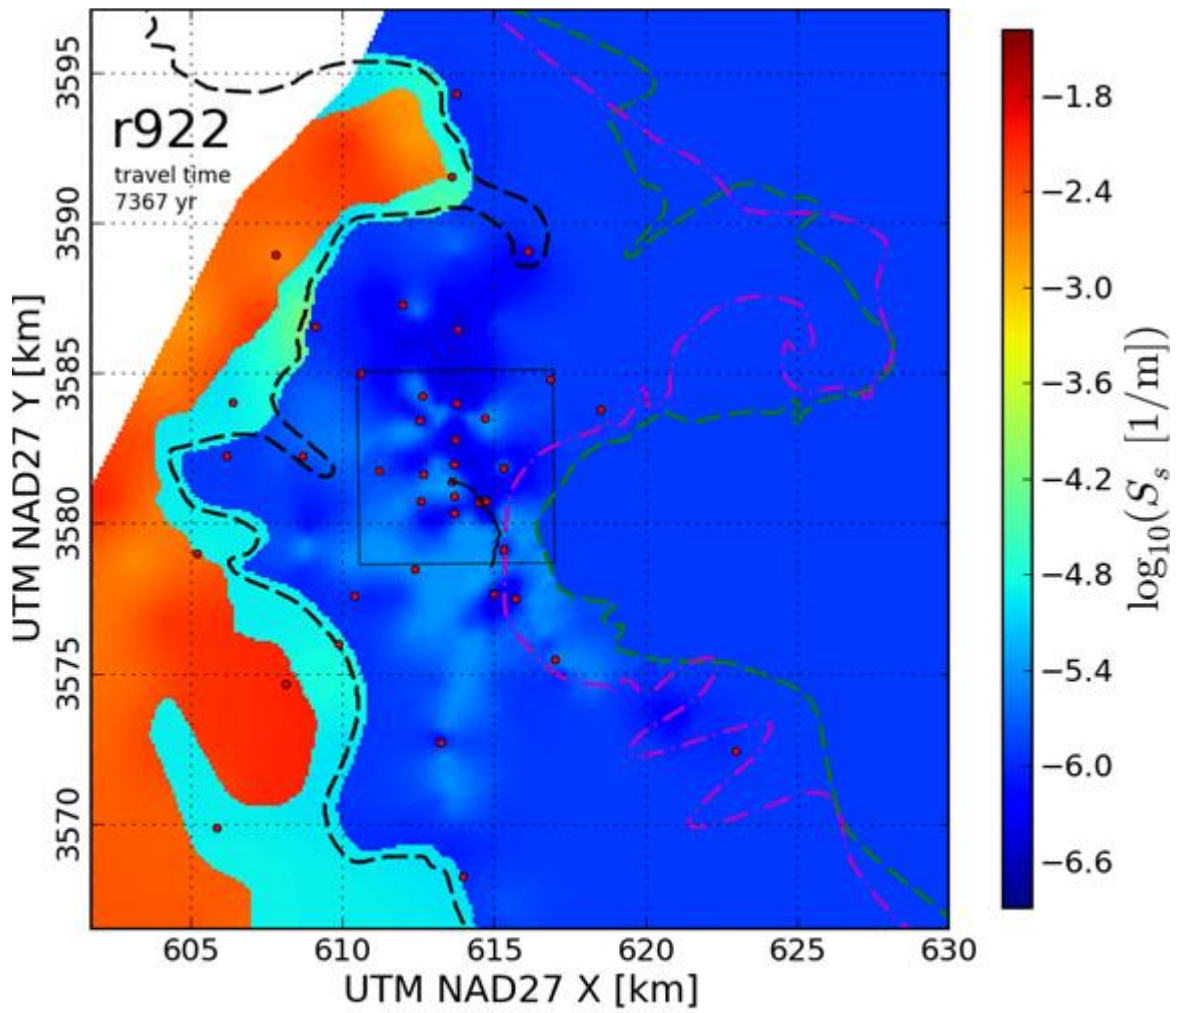 r922
travel time
7367 yr
3595
3590
3585
3580
3575
3570
UTM NAD27 Y [km]
605 610 615 620 625 630
UTM NAD27 X [km]
−1.8
−2.4
−3.0
−3.6
−4.2
−4.8
−5.4
−6.0
−6.6
log₁₀(Sₛ [1/m])